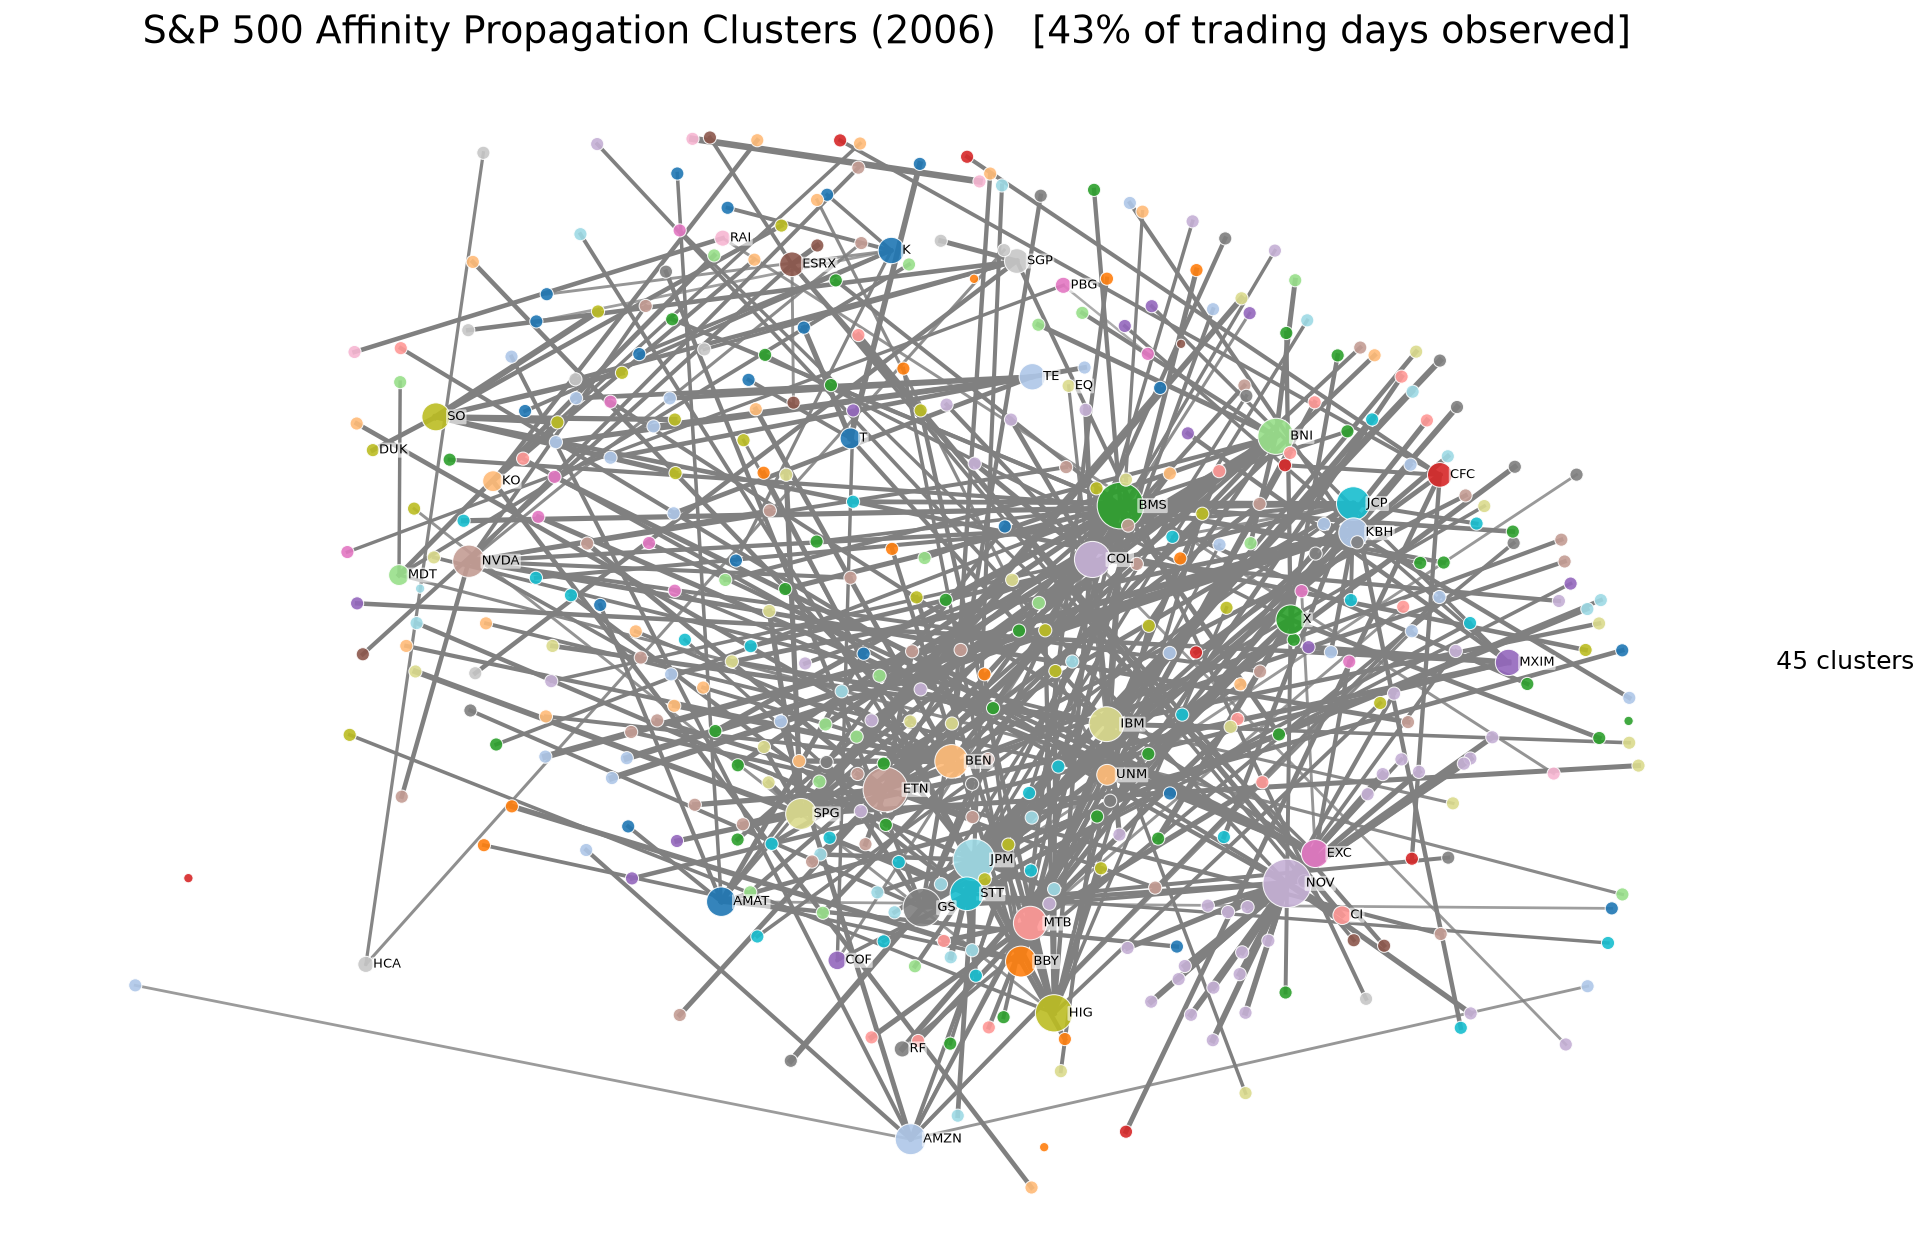 S&P 500 Affinity Propagation Clusters (2006)   [43% of trading days observed]
RAI
K
ESRX
SGP
PBG
TE
EQ
SO
T
BNI
DUK
CFC
KO
BMS
JCP
KBH
COL
NVDA
MDT
X
MXIM
45 clusters
IBM
BEN
UNM
ETN
SPG
EXC
JPM
NOV
STT
AMAT
GS
CI
MTB
COF
BBY
HCA
HIG
RF
AMZN